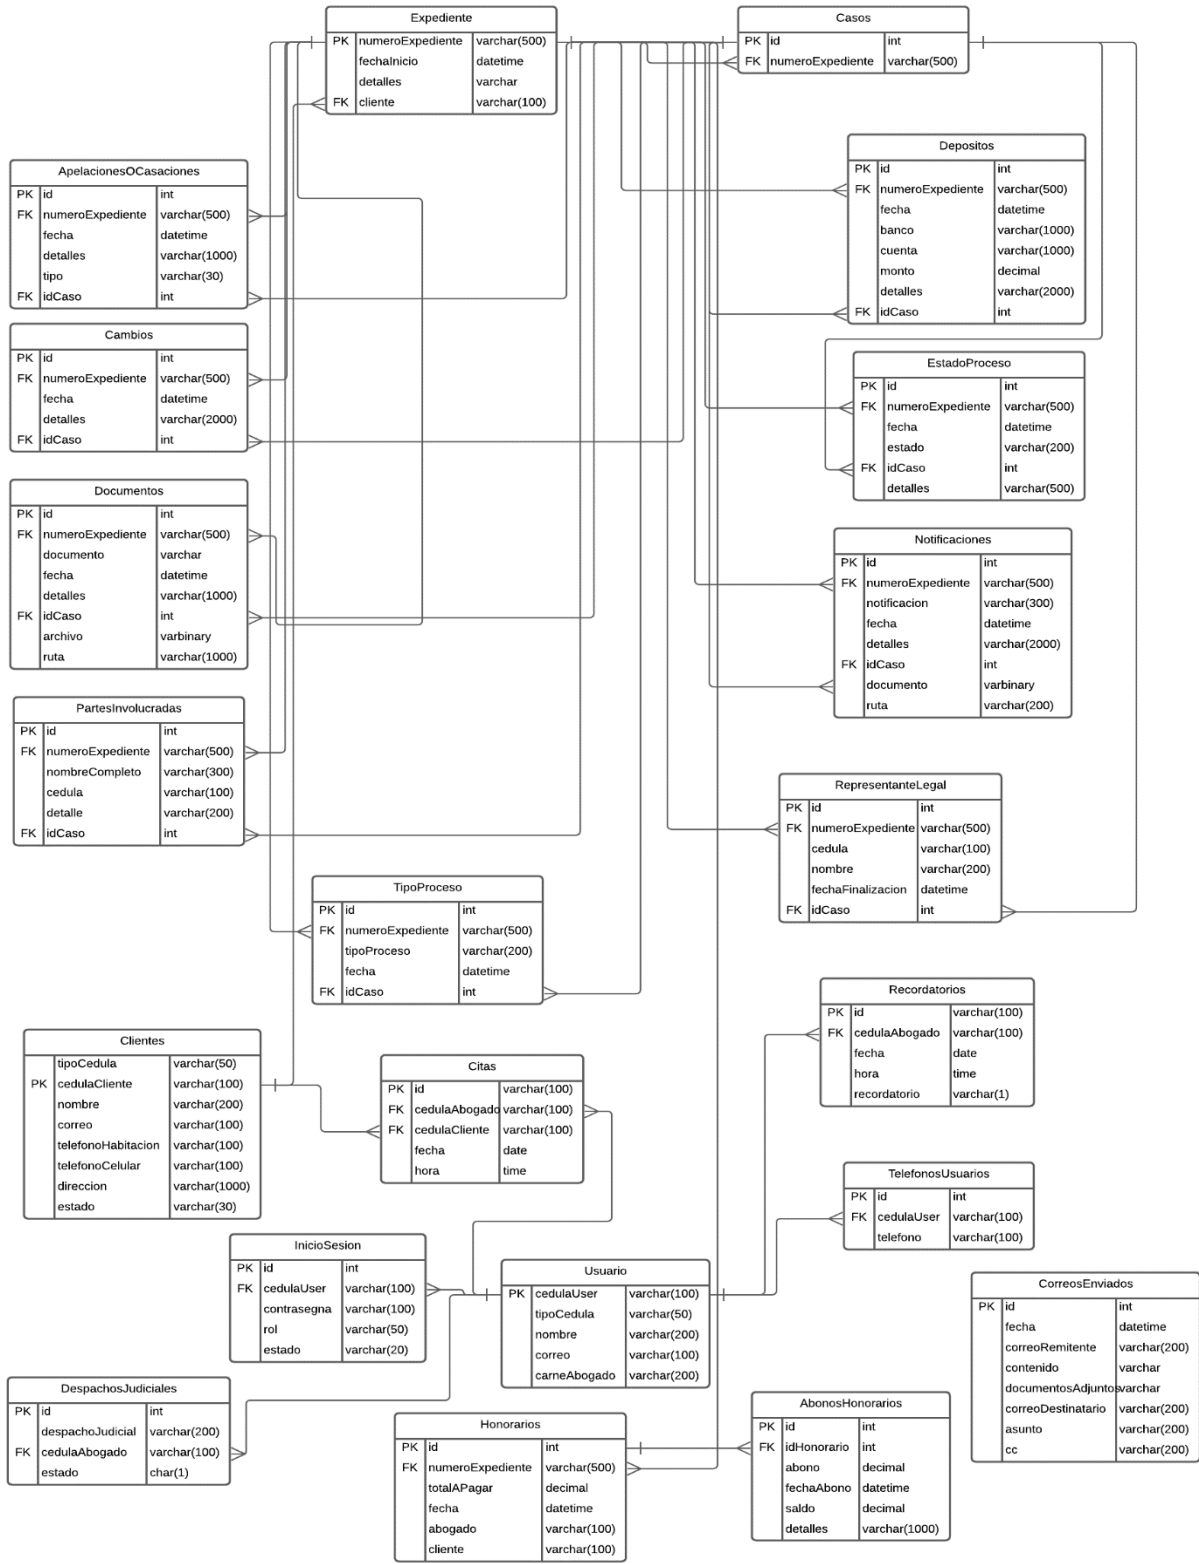 Expediente
PK numeroExpediente varchar(500)
fechaInicio datetime
detalles varchar
FK cliente varchar(100)
Casos
PK id int
FK numeroExpediente varchar(500)
ApelacionesOCasaciones
PK id int
FK numeroExpediente varchar(500)
fecha datetime
detalles varchar(1000)
tipo varchar(30)
FK idCaso int
Depositos
PK id int
FK numeroExpediente varchar(500)
fecha datetime
banco varchar(1000)
cuenta varchar(1000)
monto decimal
detalles varchar(2000)
FK idCaso int
Cambios
PK id int
FK numeroExpediente varchar(500)
fecha datetime
detalles varchar(2000)
FK idCaso int
EstadoProceso
PK id int
FK numeroExpediente varchar(500)
fecha datetime
estado varchar(200)
FK idCaso int
detalles varchar(500)
Documentos
PK id int
FK numeroExpediente varchar(500)
documento varchar
fecha datetime
detalles varchar(1000)
FK idCaso int
archivo varbinary
ruta varchar(1000)
Notificaciones
PK id int
FK numeroExpediente varchar(500)
notificacion varchar(300)
fecha datetime
detalles varchar(2000)
FK idCaso int
documento varbinary
ruta varchar(200)
PartesInvolucradas
PK id int
FK numeroExpediente varchar(500)
nombreCompleto varchar(300)
cedula varchar(100)
detalle varchar(200)
FK idCaso int
RepresentanteLegal
PK id int
FK numeroExpediente varchar(500)
cedula varchar(100)
nombre varchar(200)
fechaFinalizacion datetime
FK idCaso int
TipoProceso
PK id int
FK numeroExpediente varchar(500)
tipoProceso varchar(200)
fecha datetime
FK idCaso int
Recordatorios
PK id varchar(100)
FK cedulaAbogado varchar(100)
fecha date
hora time
recordatorio varchar(1)
Clientes
tipoCedula varchar(50)
PK cedulaCliente varchar(100)
nombre varchar(200)
correo varchar(100)
telefonoHabitacion varchar(100)
telefonoCelular varchar(100)
direccion varchar(1000)
estado varchar(30)
Citas
PK id varchar(100)
FK cedulaAbogado varchar(100)
FK cedulaCliente varchar(100)
fecha date
hora time
TelefonosUsuarios
PK id int
FK cedulaUser varchar(100)
telefono varchar(100)
InicioSesion
PK id int
FK cedulaUser varchar(100)
contrasegna varchar(100)
rol varchar(50)
estado varchar(20)
Usuario
PK cedulaUser varchar(100)
tipoCedula varchar(50)
nombre varchar(200)
correo varchar(100)
carneAbogado varchar(200)
CorreosEnviados
PK id int
fecha datetime
correoRemitente varchar(200)
contenido varchar
documentosAdjuntos varchar
correoDestinatario varchar(200)
asunto varchar(200)
cc varchar(200)
DespachosJudiciales
PK id int
despachoJudicial varchar(200)
FK cedulaAbogado varchar(100)
estado char(1)
Honorarios
PK id int
FK numeroExpediente varchar(500)
totalAPagar decimal
fecha datetime
abogado varchar(100)
cliente varchar(100)
AbonosHonorarios
PK id int
FK idHonorario int
abono decimal
fechaAbono datetime
saldo decimal
detalles varchar(1000)